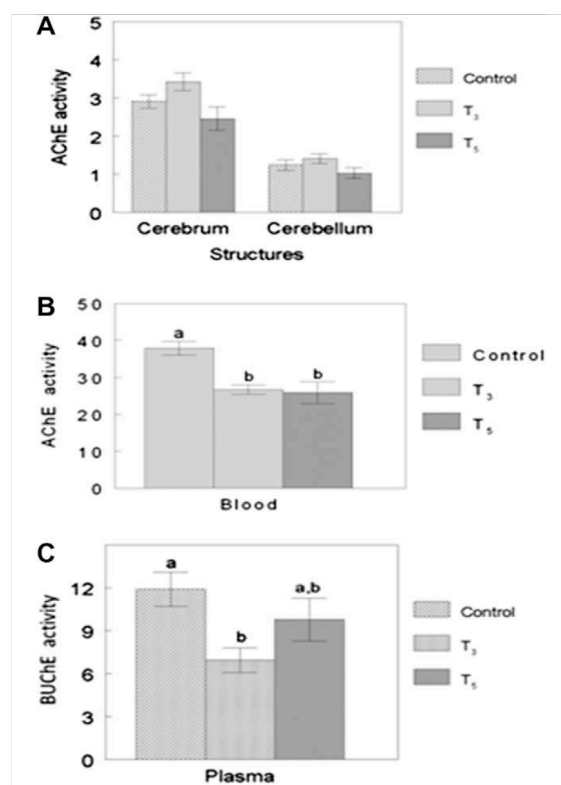 A
AChE activity
5
4
3
2
1
0
Cerebrum Cerebellum
Structures
Control
T3
T5
B
AChE activity
50
40
30
20
10
0
a
b
b
Blood
Control
T3
T5
C
BUChE activity
12
9
6
3
0
a
b
a,b
Plasma
Control
T3
T5